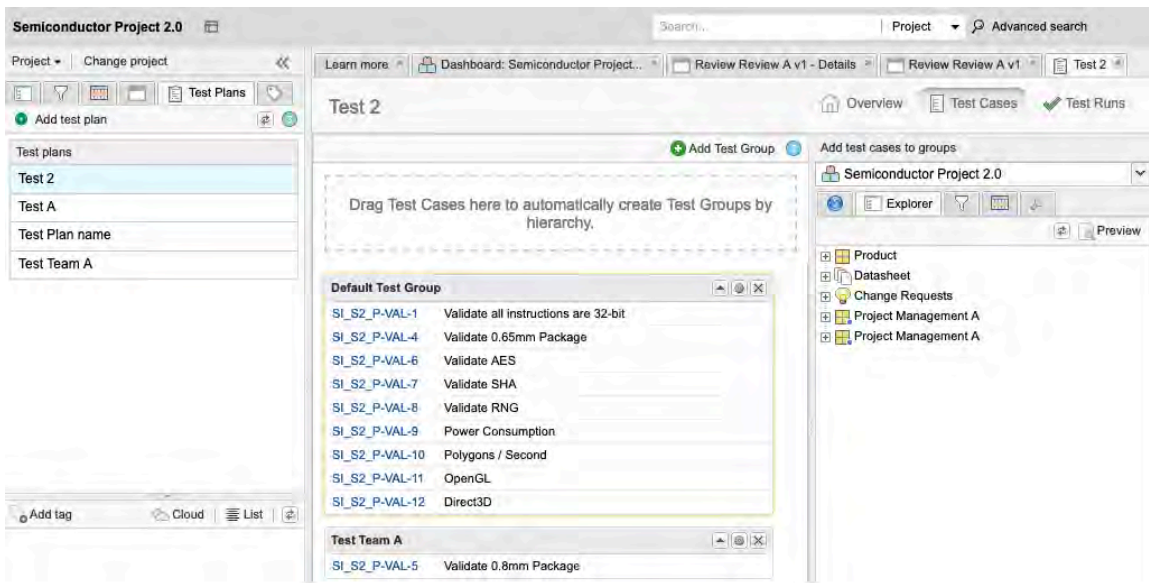 Semiconductor Project 2.0
Search... Project Advanced search
Project Change project
Learn more Dashboard: Semiconductor Project... Review Review A v1 - Details Review Review A v1 Test 2
Test Plans
Add test plan
Test plans
Test 2
Test A
Test Plan name
Test Team A
Add tag Cloud List
Test 2
Overview Test Cases Test Runs
Add Test Group
Drag Test Cases here to automatically create Test Groups by
hierarchy.
Default Test Group
SI_S2_P-VAL-1 Validate all instructions are 32-bit
SI_S2_P-VAL-4 Validate 0.65mm Package
SI_S2_P-VAL-6 Validate AES
SI_S2_P-VAL-7 Validate SHA
SI_S2_P-VAL-8 Validate RNG
SI_S2_P-VAL-9 Power Consumption
SI_S2_P-VAL-10 Polygons / Second
SI_S2_P-VAL-11 OpenGL
SI_S2_P-VAL-12 Direct3D
Test Team A
SI_S2_P-VAL-5 Validate 0.8mm Package
Add test cases to groups
Semiconductor Project 2.0
Explorer
Preview
Product
Datasheet
Change Requests
Project Management A
Project Management A